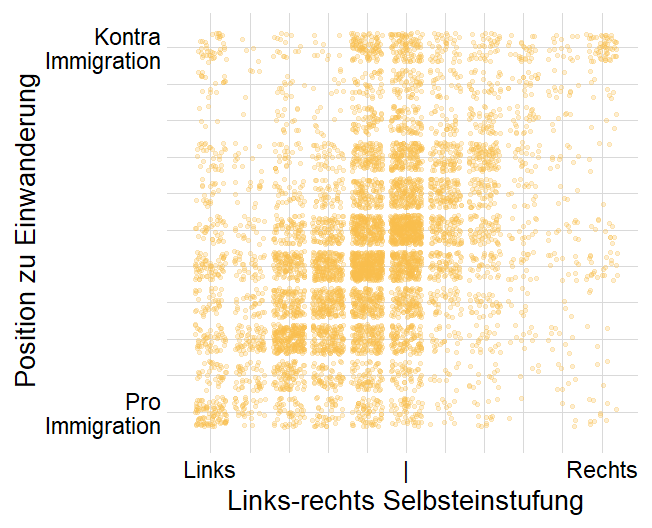 Kontra
Immigration
Position zu Einwanderung
Pro
Immigration
Links
|
Rechts
Links-rechts Selbsteinstufung